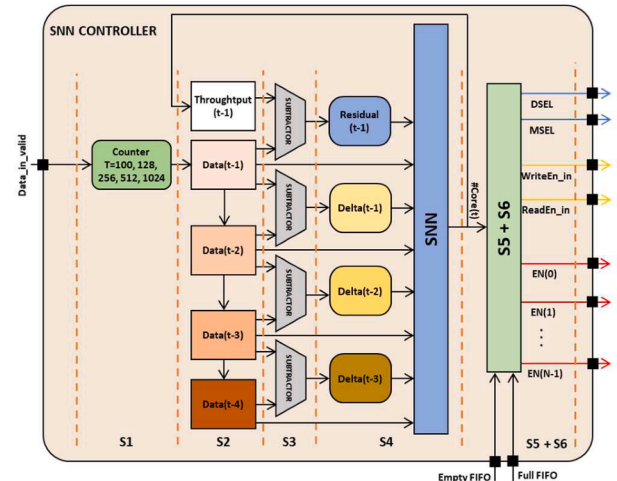 SNN CONTROLLER
Data_in_valid
Counter
T=100, 128,
256, 512, 1024
Throughtput
(t-1)
Data(t-1)
Data(t-2)
Data(t-3)
Data(t-4)
SUBTRACTOR
SUBTRACTOR
SUBTRACTOR
SUBTRACTOR
Residual
(t-1)
Delta(t-1)
Delta(t-2)
Delta(t-3)
SNN
#Core(t)
S5 + S6
DSEL
MSEL
WriteEn_in
ReadEn_in
EN(0)
EN(1)
⋮
EN(N-1)
S1
S2
S3
S4
S5 + S6
Empty FIFO
Full FIFO